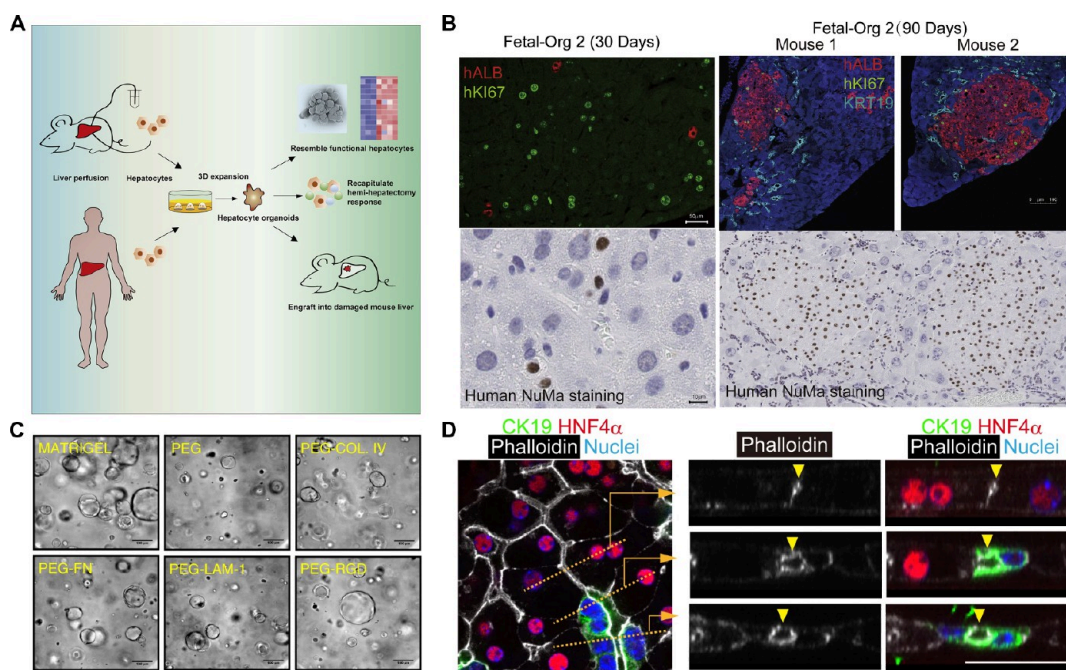 A
Liver perfusion
Hepatocytes
3D expansion
Hepatocyte organoids
Resemble functional hepatocytes
Recapitulate
hemi-hepatectomy
response
Engraft into damaged mouse liver
B
Fetal-Org 2 (30 Days)
Fetal-Org 2 (90 Days)
Mouse 1
Mouse 2
hALB
hKI67
50μm
hALB
hKI67
KRT19
Human NuMa staining
10μm
Human NuMa staining
C
MATRIGEL
PEG
PEG-COL. IV
PEG-FN
PEG-LAM-1
PEG-RGD
D
CK19 HNF4α
Phalloidin Nuclei
Phalloidin
CK19 HNF4α
Phalloidin Nuclei